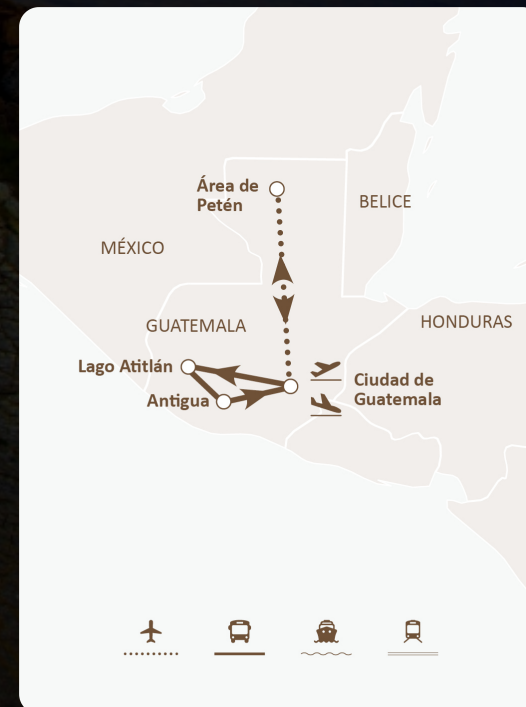 Área de
Petén
BELICE
MÉXICO
GUATEMALA
HONDURAS
Lago Atitlán
Antigua
Ciudad de
Guatemala